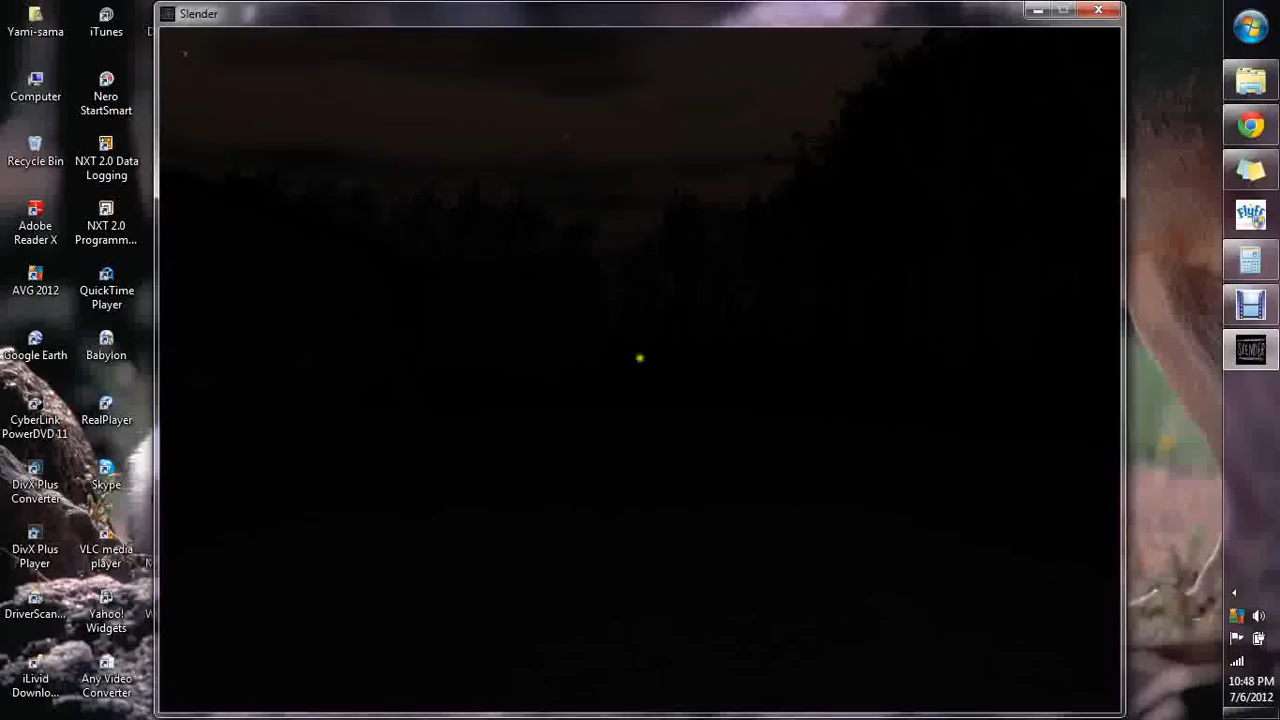 Slender
Yami-sama
iTunes
Computer
Nero
StartSmart
Recycle Bin
NXT 2.0 Data
Logging
Adobe
Reader X
NXT 2.0
Programm...
AVG 2012
QuickTime
Player
Google Earth
Babylon
CyberLink
PowerDVD 11
RealPlayer
DivX Plus
Converter
Skype
DivX Plus
Player
VLC media
player
DriverScan...
Yahoo!
Widgets
iLivid
Downlo...
Any Video
Converter
Flyff
SLENDER
10:48 PM
7/6/2012